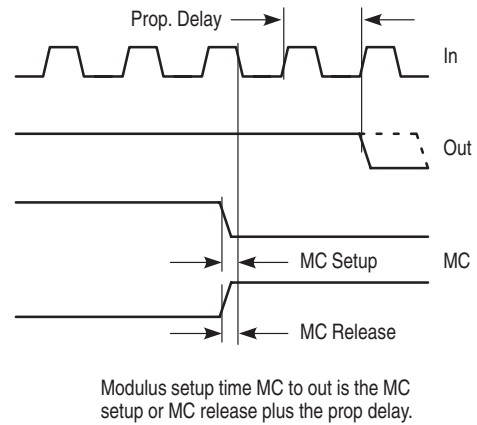 Prop. Delay
In
Out
MC Setup
MC
MC Release
Modulus setup time MC to out is the MC
setup or MC release plus the prop delay.